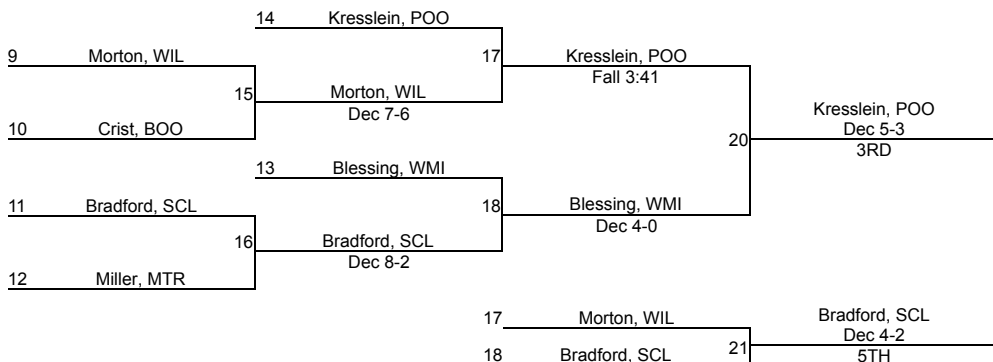 14 Kresslein, POO
9 Morton, WIL
17 Kresslein, POO
Fall 3:41
15 Morton, WIL
Dec 7-6
Kresslein, POO
10 Crist, BOO
Dec 5-3
20
3RD
13 Blessing, WMI
11 Bradford, SCL
18 Blessing, WMI
Dec 4-0
16 Bradford, SCL
Dec 8-2
12 Miller, MTR
17 Morton, WIL
Bradford, SCL
Dec 4-2
21
18 Bradford, SCL
5TH